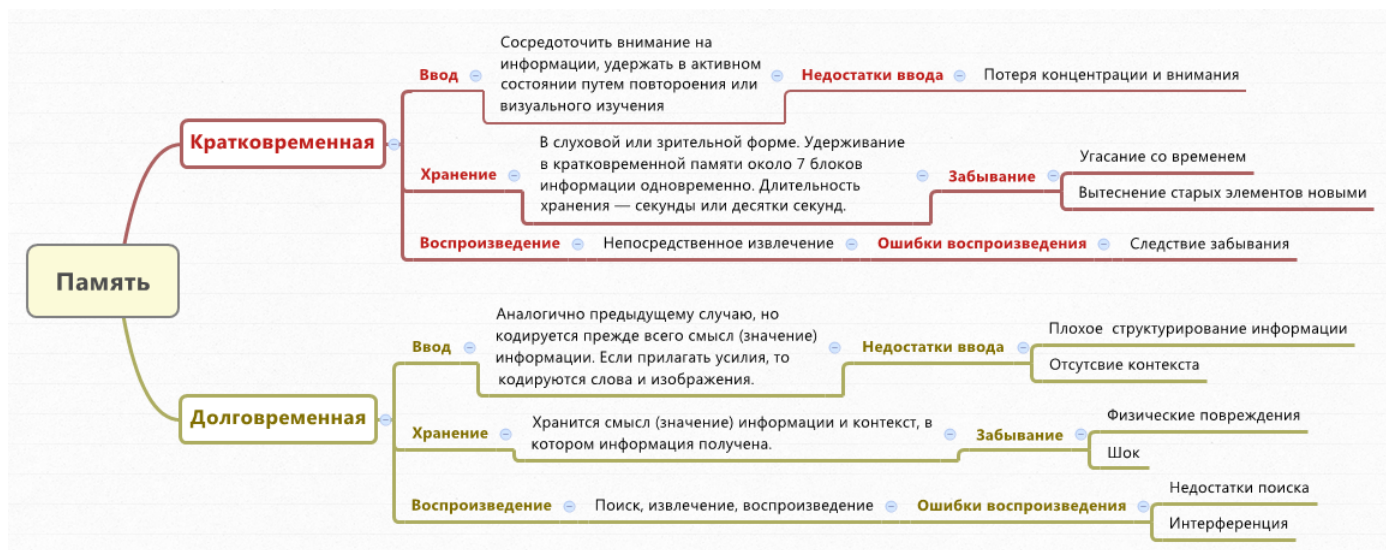 Память
Кратковременная
Ввод
Сосредоточить внимание на
информации, удержать в активном
состоянии путем повтороения или
визуального изучения
Недостатки ввода
Потеря концентрации и внимания
Хранение
В слуховой или зрительной форме. Удерживание
в кратковременной памяти около 7 блоков
информации одновременно. Длительность
хранения — секунды или десятки секунд.
Забывание
Угасание со временем
Вытеснение старых элементов новыми
Воспроизведение
Непосредственное извлечение
Ошибки воспроизведения
Следствие забывания
Долговременная
Ввод
Аналогично предыдущему случаю, но
кодируется прежде всего смысл (значение)
информации. Если прилагать усилия, то
кодируются слова и изображения.
Недостатки ввода
Плохое структурирование информации
Отсутсвие контекста
Хранение
Хранится смысл (значение) информации и контекст, в
котором информация получена.
Забывание
Физические повреждения
Шок
Воспроизведение
Поиск, извлечение, воспроизведение
Ошибки воспроизведения
Недостатки поиска
Интерференция